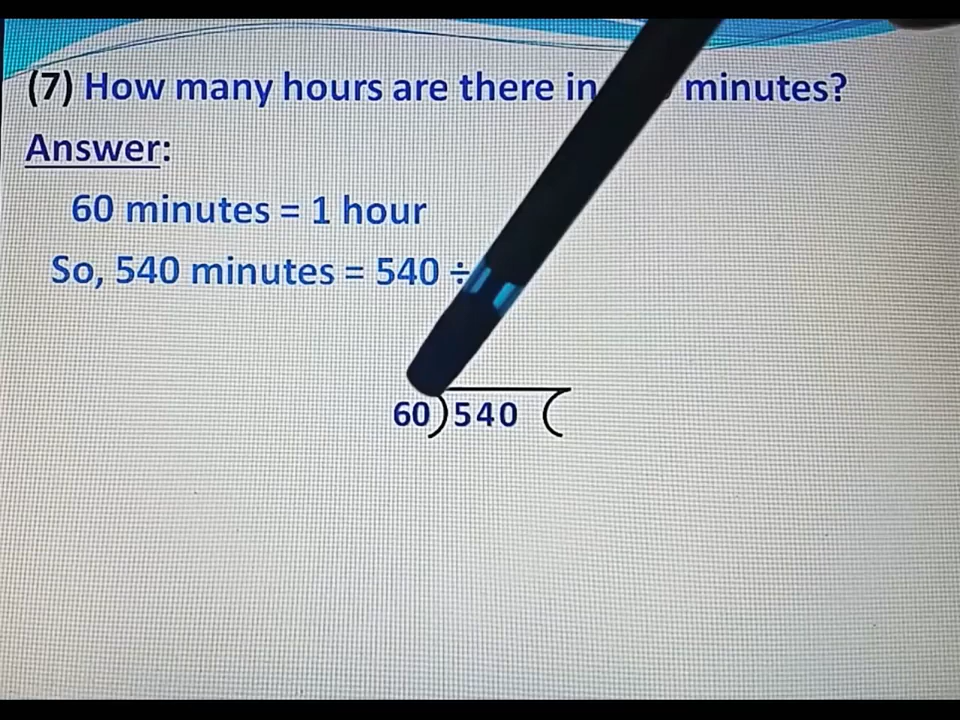 (7) How many hours are there in minutes?
Answer:
60 minutes = 1 hour
So, 540 minutes = 540 ÷
60)540(